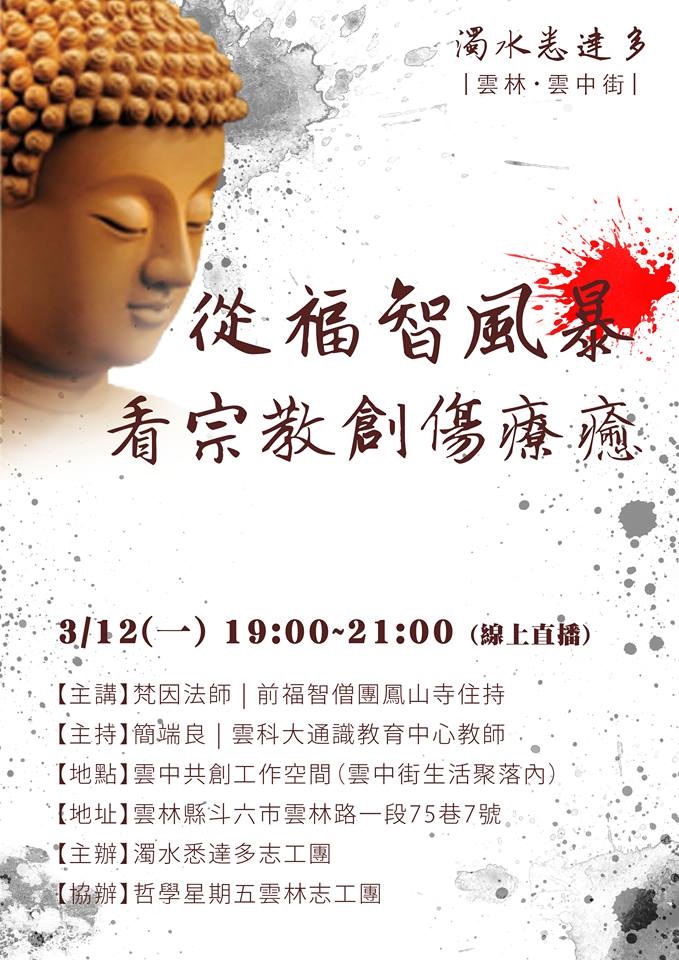 濁水悉達多
|雲林·雲中街|
從福智風暴
看宗教創傷療癒
3/12(一) 19:00~21:00（線上直播）
【主講】梵因法師|前福智僧團鳳山寺住持
【主持】簡端良|雲科大通識教育中心教師
【地點】雲中共創工作空間（雲中街生活聚落內）
【地址】雲林縣斗六市雲林路一段75巷7號
【主辦】濁水悉達多志工團
【協辦】哲學星期五雲林志工團